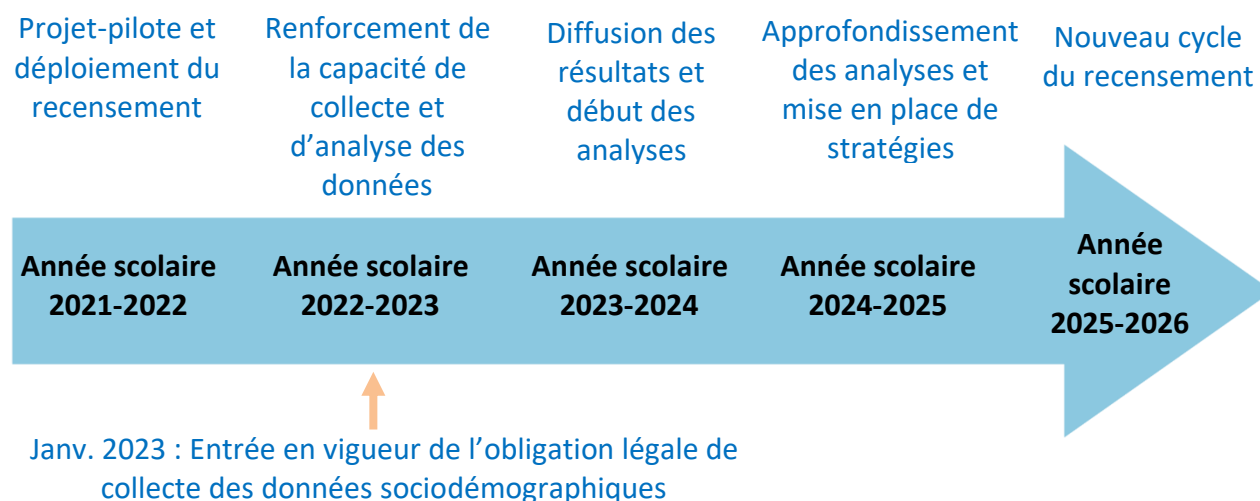 Projet-pilote et
déploiement du
recensement
Renforcement de
la capacité de
collecte et
d’analyse des
données
Diffusion des
résultats et
début des
analyses
Approfondissement
des analyses et
mise en place de
stratégies
Nouveau cycle
du recensement
Année scolaire
2021-2022
Année scolaire
2022-2023
Année scolaire
2023-2024
Année scolaire
2024-2025
Année
scolaire
2025-2026
Janv. 2023 : Entrée en vigueur de l’obligation légale de
collecte des données sociodémographiques